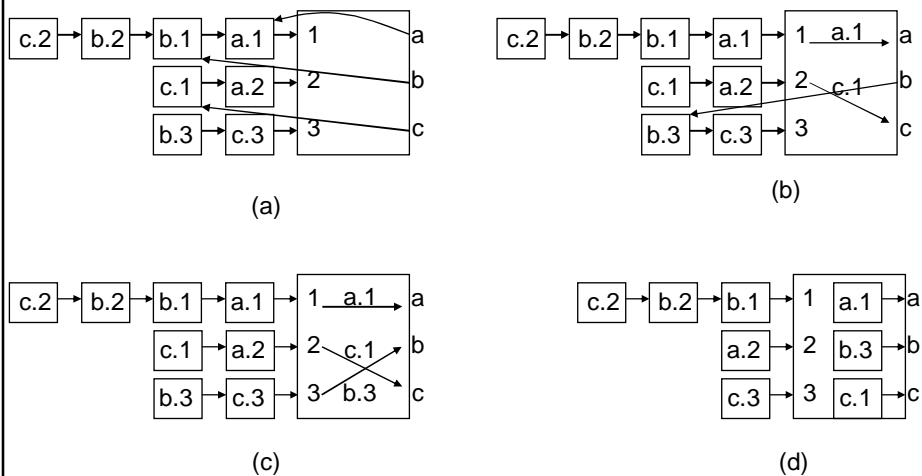 c.2 b.2 b.1 a.1 1 a
c.1 a.2 2 b
b.3 c.3 3 c
(a)
c.2 b.2 b.1 a.1 1 a.1 a
c.1 a.2 2 c.1 b
b.3 c.3 3 c
(b)
c.2 b.2 b.1 a.1 1 a.1 a
c.1 a.2 2 c.1 b
b.3 c.3 3 b.3 c
(c)
c.2 b.2 b.1 1 a.1 a
a.2 2 b.3 b
c.3 3 c.1 c
(d)